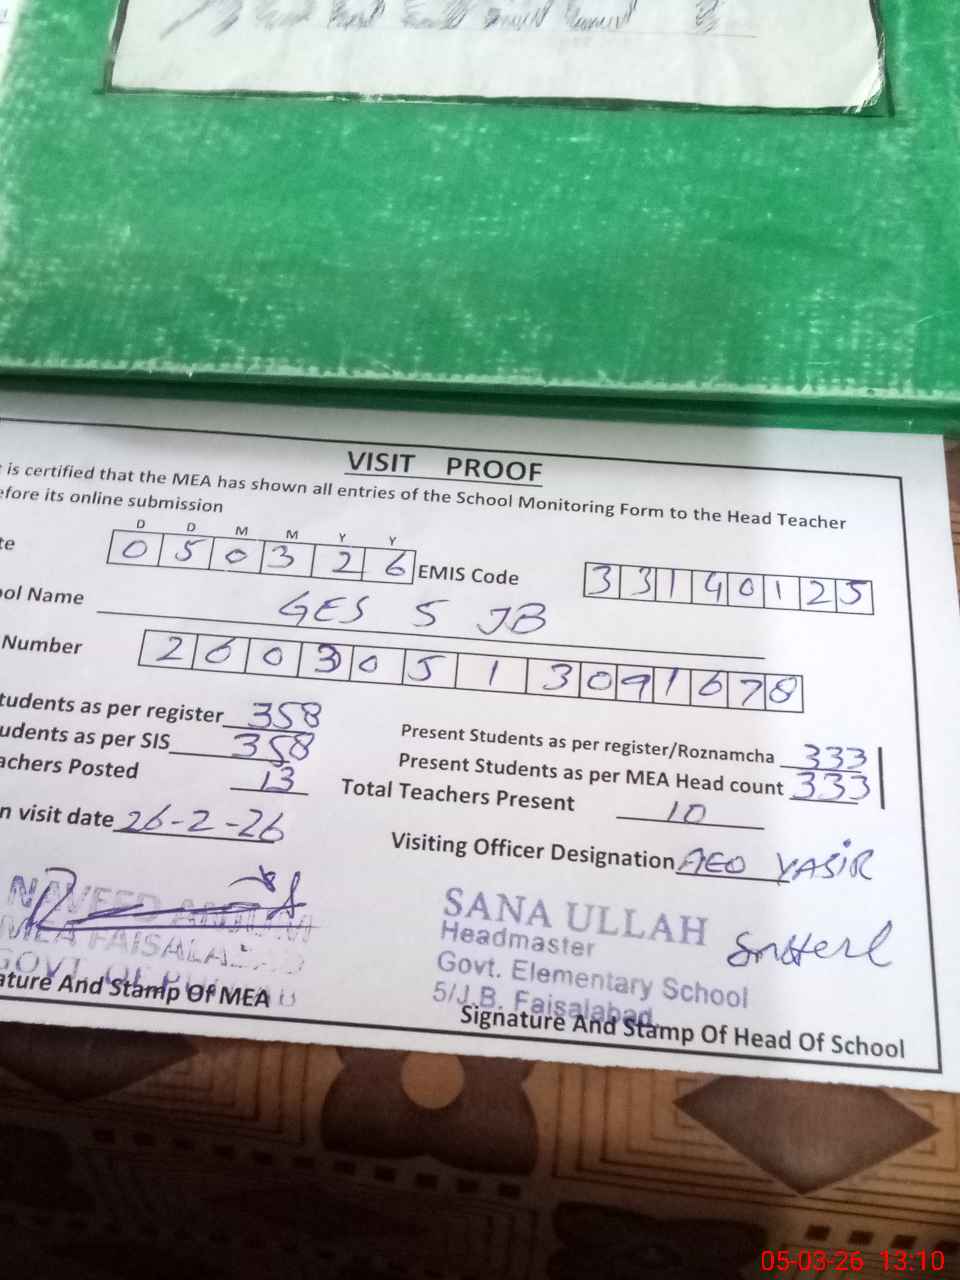 VISIT PROOF
is certified that the MEA has shown all entries of the School Monitoring Form to the Head Teacher
efore its online submission
te D D M M Y Y 0 5 0 3 2 6 EMIS Code 3 3 1 4 0 1 2 5
ool Name GES 5 JB
Number 2 6 0 3 0 5 1 3 0 9 1 6 7 8
tudents as per register 358 Present Students as per register/Roznamcha 333
udents as per SIS 358 Present Students as per MEA Head count 333
achers Posted 13 Total Teachers Present 10
n visit date 26-2-26 Visiting Officer Designation AEO YASIR
NAVEED ANJUM
MEA FAISALABAD
GOVT. OF PUNJAB
ature And Stamp Of MEA
SANA ULLAH
Headmaster
Govt. Elementary School
5/J.B. Faisalabad.
Signature And Stamp Of Head Of School
05-03-26 13:10